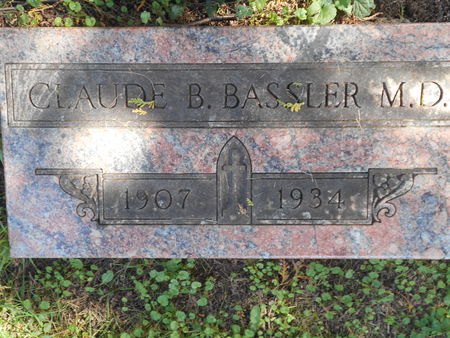 CLAUDE B. BASSLER M.D.
1907 1934